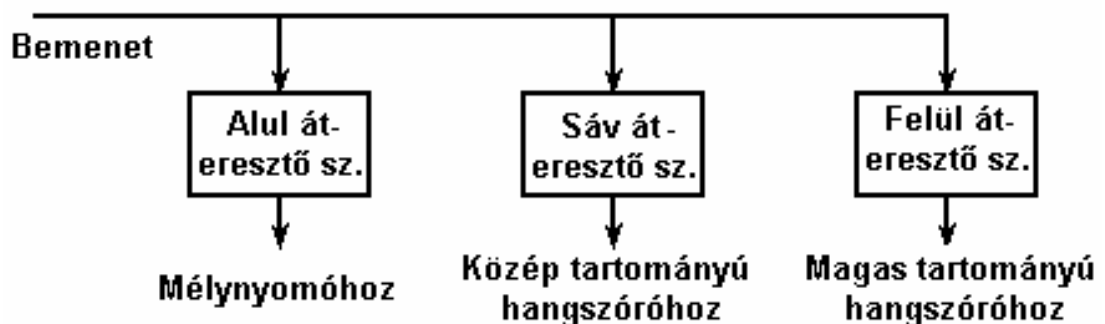 Bemenet
Alul át-
eresztő sz.
Sáv át-
eresztő sz.
Felül át-
eresztő sz.
Mélynyomóhoz
Közép tartományú
hangszóróhoz
Magas tartományú
hangszóróhoz